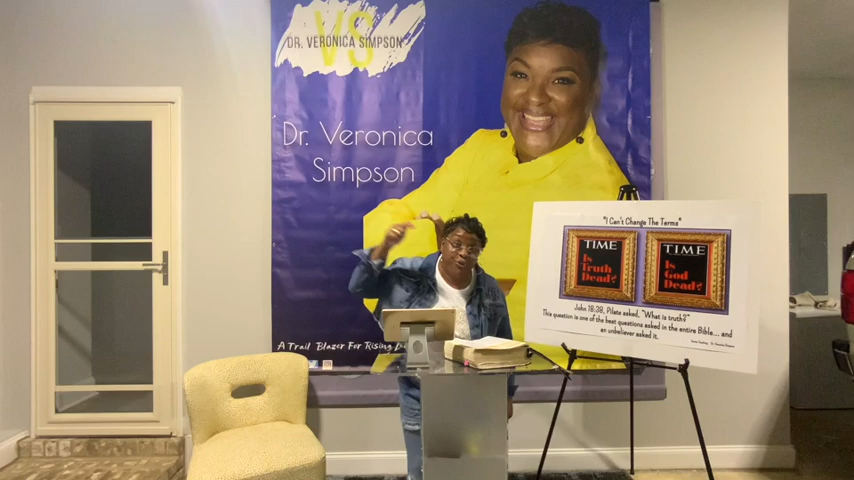 VS
DR. VERONICA SIMPSON
Dr. Veronica
Simpson
A Trail Blazer For Rising
"I Can't Change The Terms"
TIME
Is
Truth
Dead?
TIME
Is
God
Dead?
John 18:38, Pilate asked, "What is truth?"
This question is one of the best questions asked in the entire Bible... and
an unbeliever asked it.